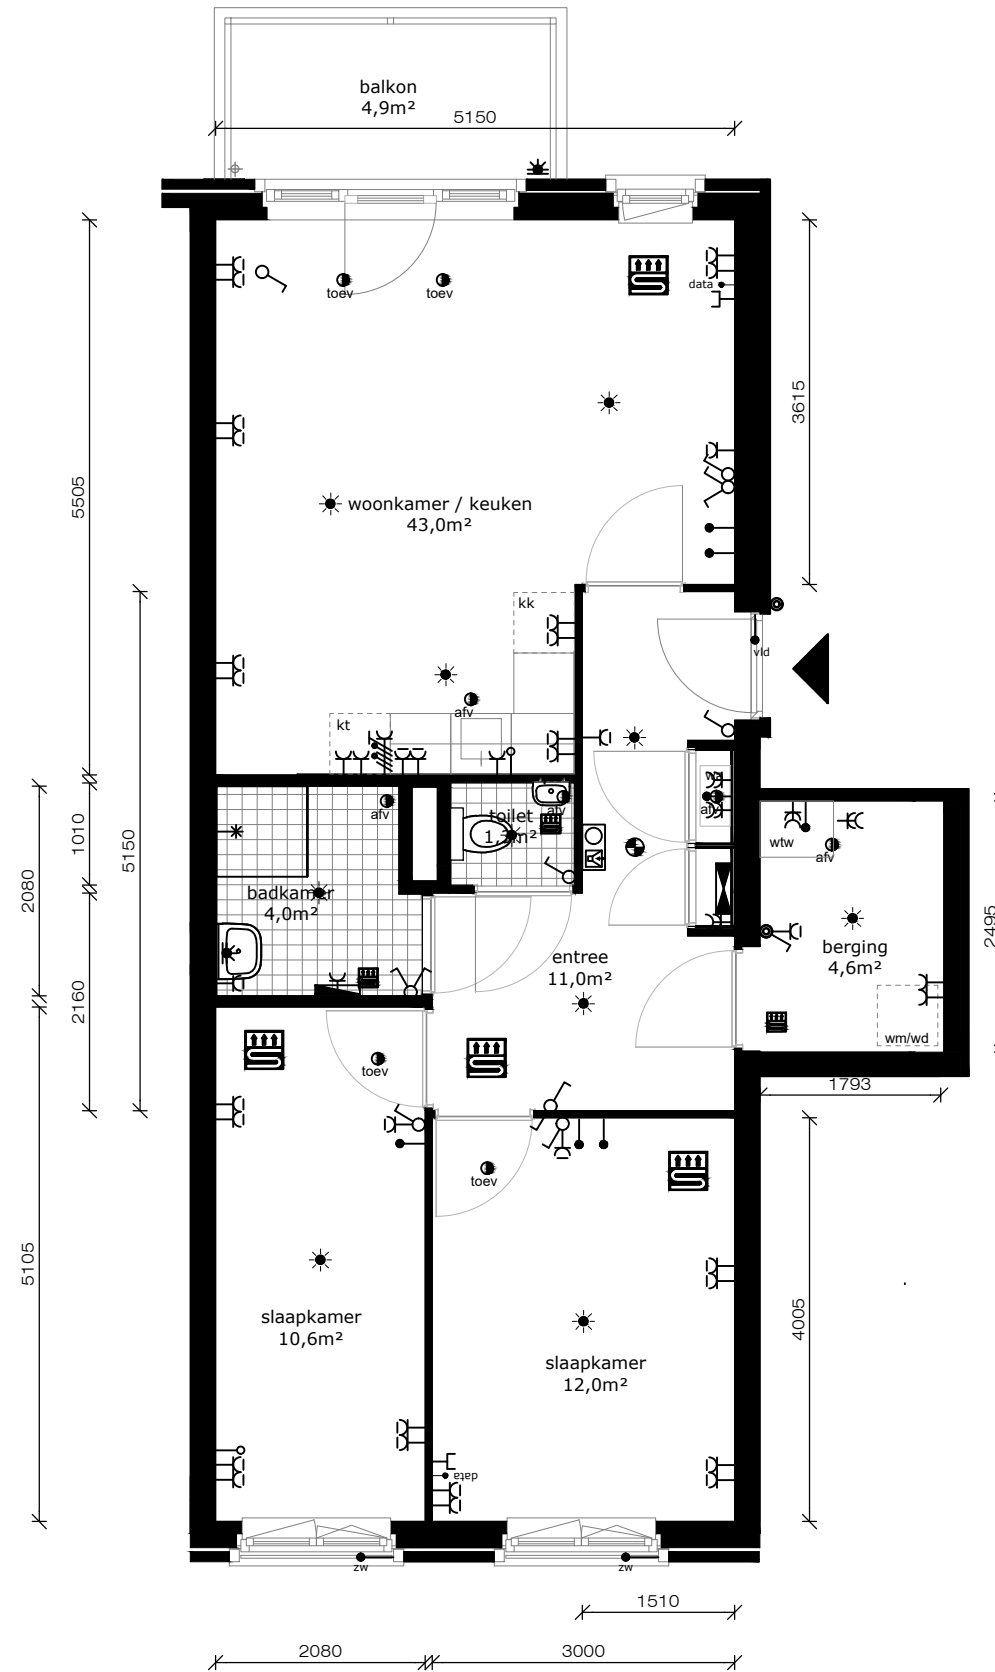 balkon
4,9m²
5150
toev
toev
data
3615
5505
woonkamer / keuken
43,0m²
kk
vld
afv
kt
5150
1010
2080
afv
toilet
afv
afv
wtw
afv
badkamer
4,0m²
entree
11,0m²
berging
4,6m²
2495
2160
wm/wd
1793
toev
toev
5105
slaapkamer
10,6m²
slaapkamer
12,0m²
4005
data
zw
zw
1510
2080
3000